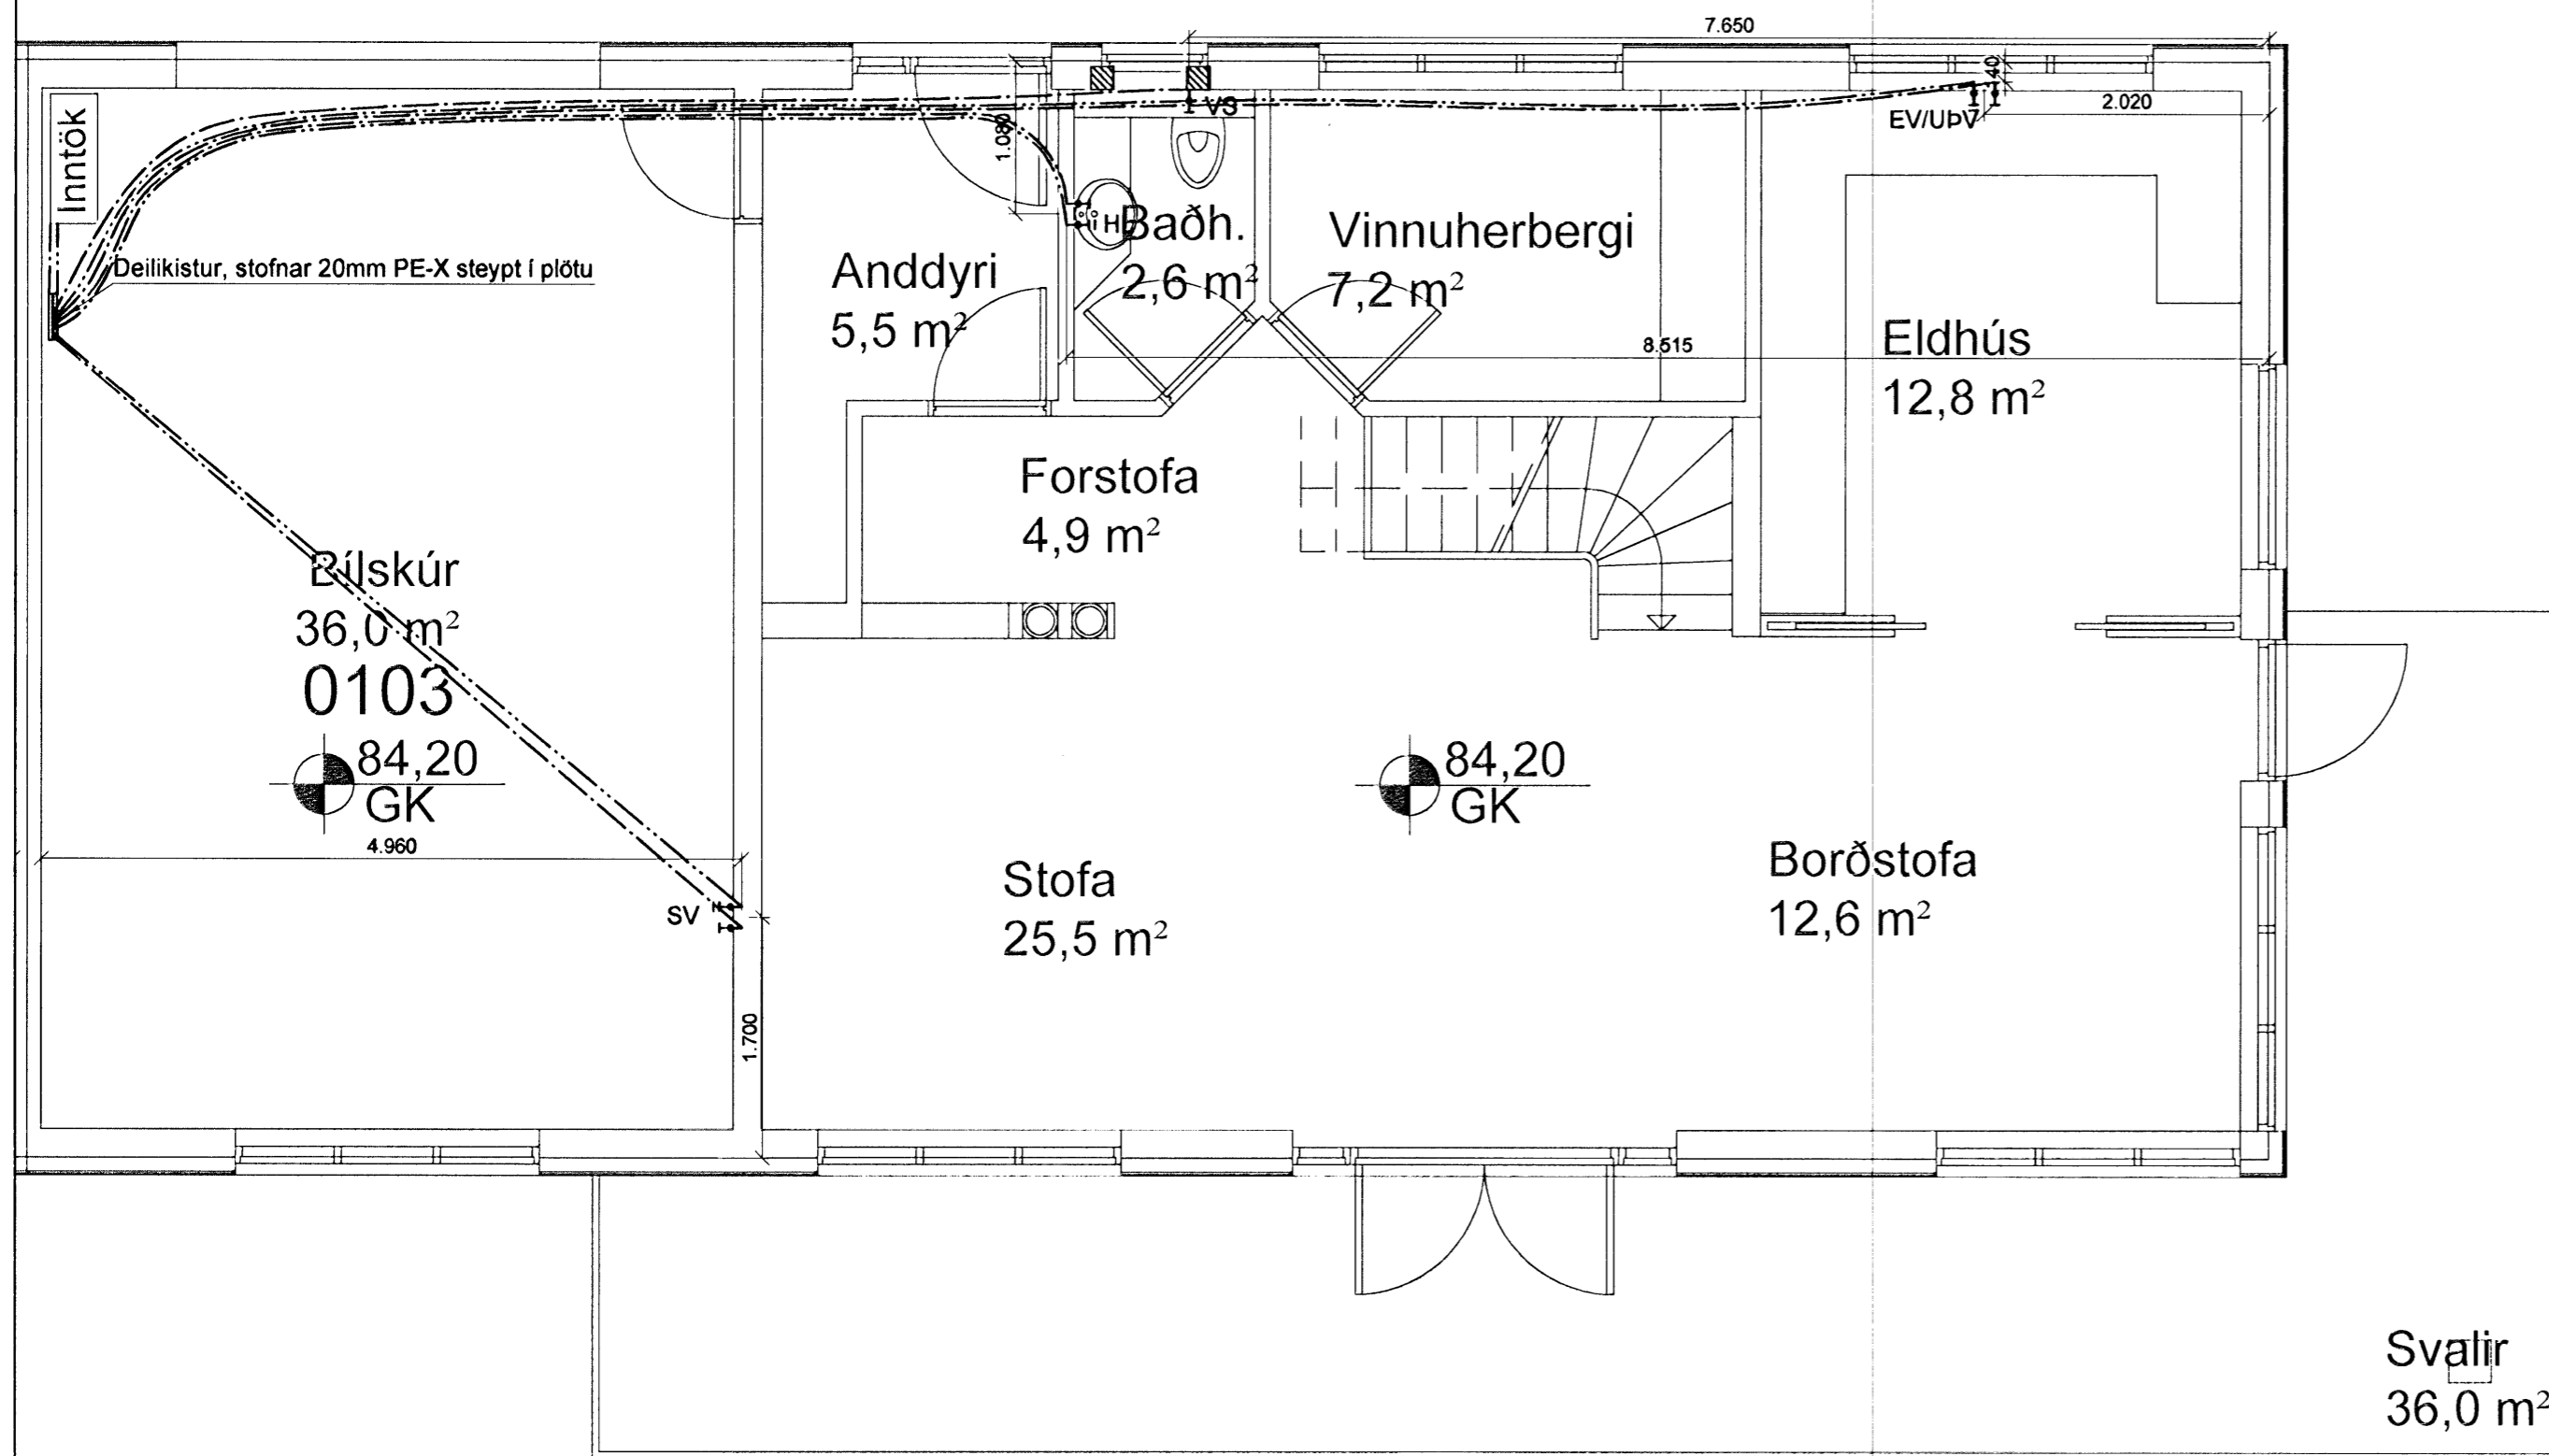 7.650
140
2.020
EV/UÞV
VS
1.080
Inntök
Deilikistur, stofnar 20mm PE-X steypt í plötu
Anddyri
5,5 m²
Baðh.
2,6 m²
Vinnuherbergi
7,2 m²
8.515
Eldhús
12,8 m²
Forstofa
4,9 m²
Bílskúr
36,0 m²
0103
84,20
GK
4.960
SV
1.700
84,20
GK
Stofa
25,5 m²
Borðstofa
12,6 m²
Svalir
36,0 m²